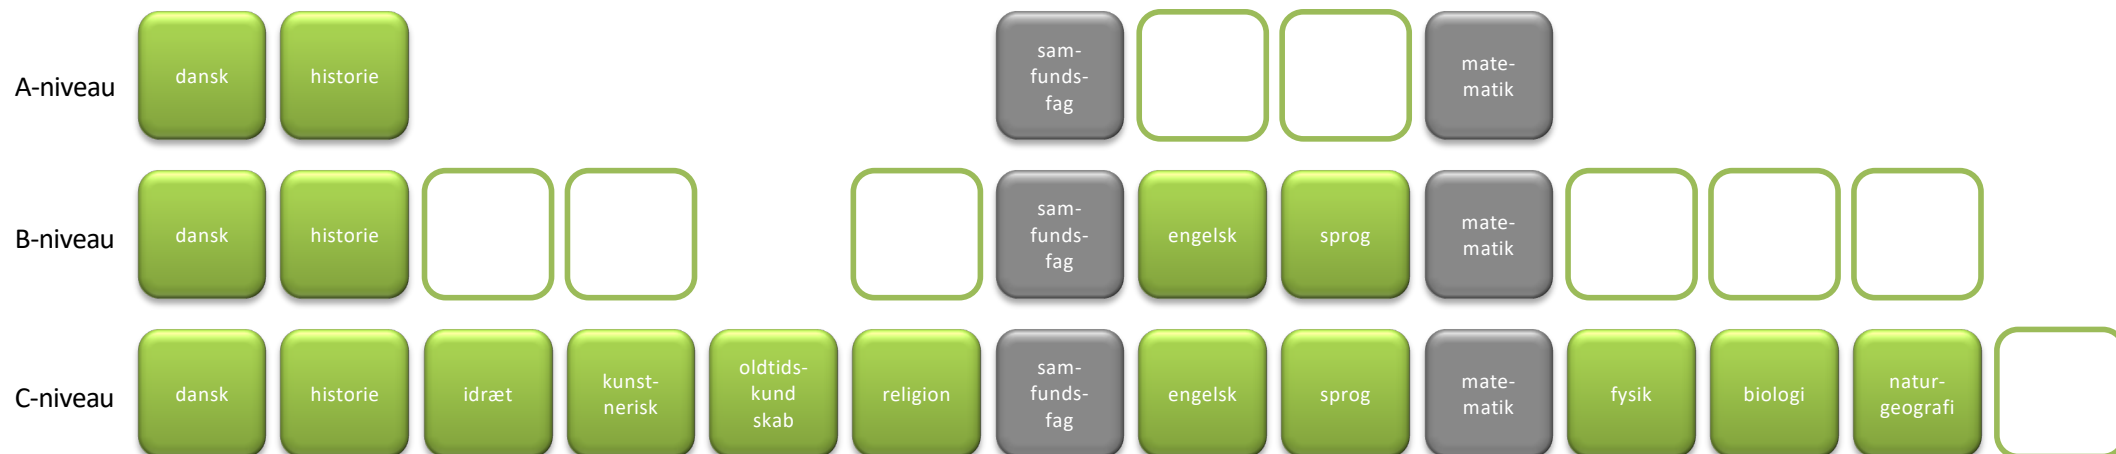 A-niveau
dansk
historie
sam-
funds-
fag
mate-
matik
B-niveau
dansk
historie
sam-
funds-
fag
engelsk
sprog
mate-
matik
C-niveau
dansk
historie
idræt
kunst-
nerisk
oldtids-
kund
skab
religion
sam-
funds-
fag
engelsk
sprog
mate-
matik
fysik
biologi
natur-
geografi